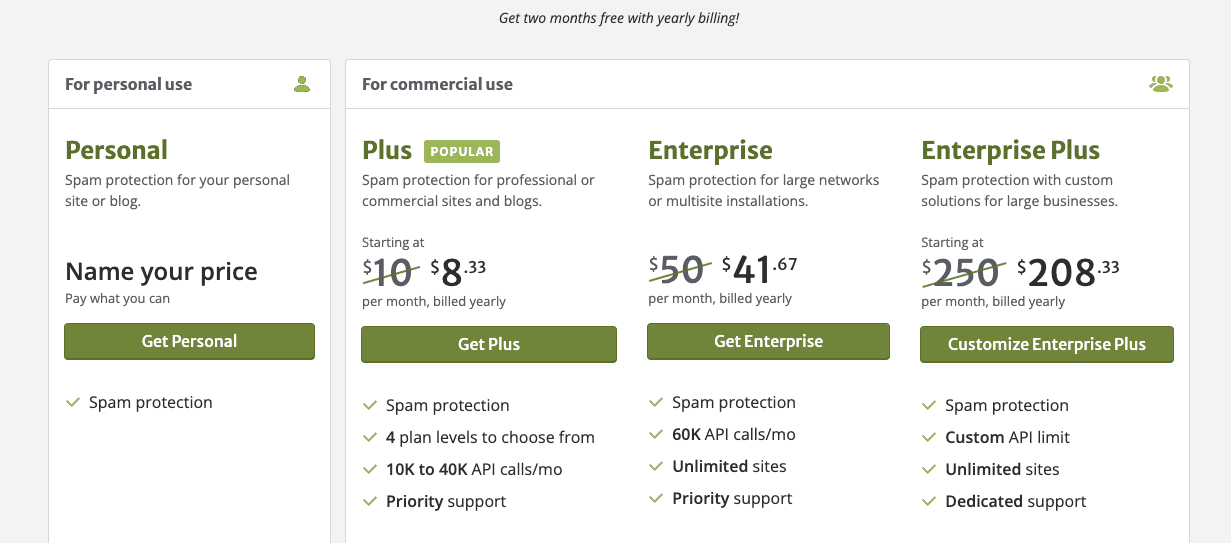 Get two months free with yearly billing!
For personal use
Personal
Spam protection for your personal
site or blog.
Name your price
Pay what you can
Get Personal
Spam protection
For commercial use
Plus POPULAR
Spam protection for professional or
commercial sites and blogs.
Starting at
$10 $8.33
per month, billed yearly
Get Plus
Spam protection
4 plan levels to choose from
10K to 40K API calls/mo
Priority support
Enterprise
Spam protection for large networks
or multisite installations.
$50 $41.67
per month, billed yearly
Get Enterprise
Spam protection
60K API calls/mo
Unlimited sites
Priority support
Enterprise Plus
Spam protection with custom
solutions for large businesses.
Starting at
$250 $208.33
per month, billed yearly
Customize Enterprise Plus
Spam protection
Custom API limit
Unlimited sites
Dedicated support